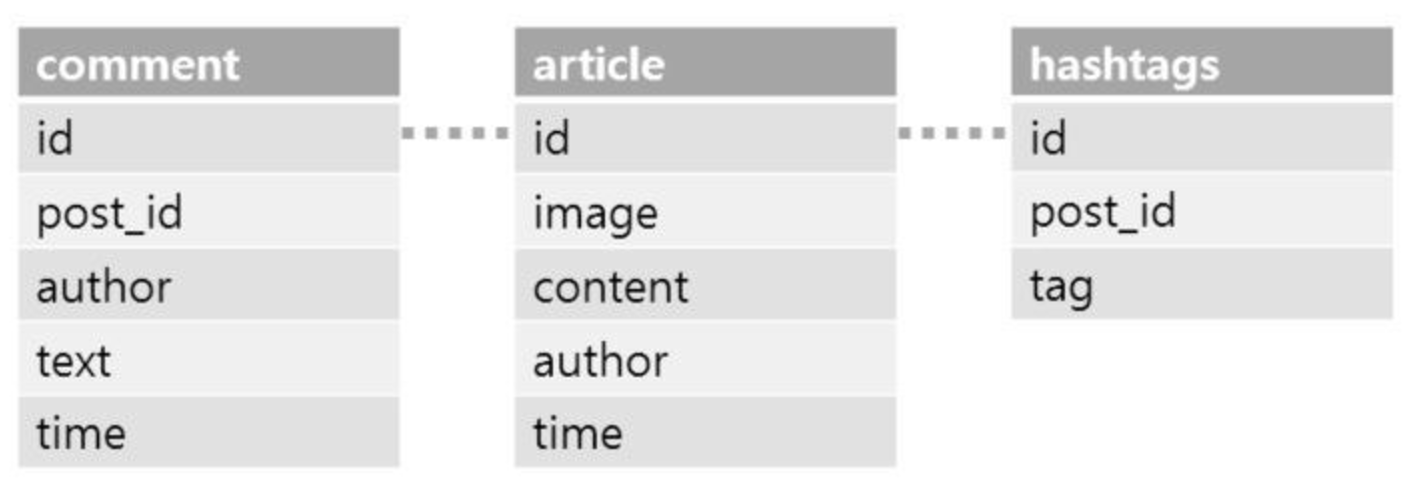 comment
id
post_id
author
text
time
article
id
image
content
author
time
hashtags
id
post_id
tag